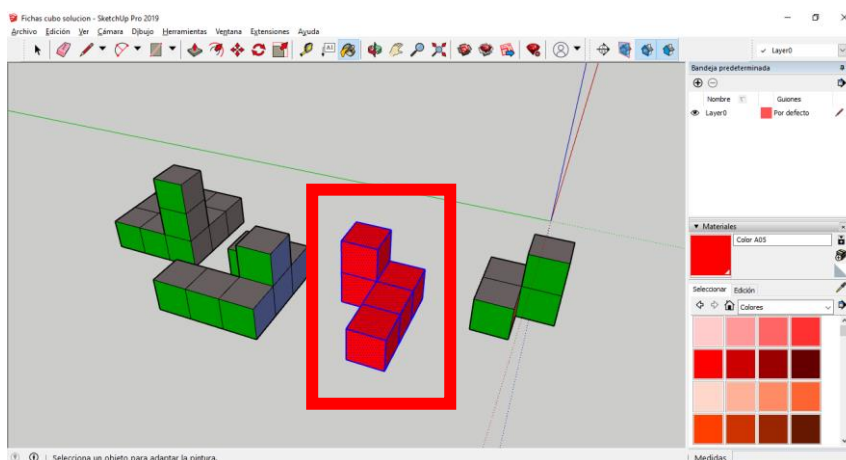 Fichas cubo solucion - SketchUp Pro 2019
Archivo Edición Ver Cámara Dibujo Herramientas Ventana Extensiones Ayuda
Layer0
Bandeja predeterminada
Nombre Guiones
Layer0 Por defecto
Materiales
Color A05
Seleccionar Edición
Colores
Selecciona un objeto para adaptar la pintura.
Medidas